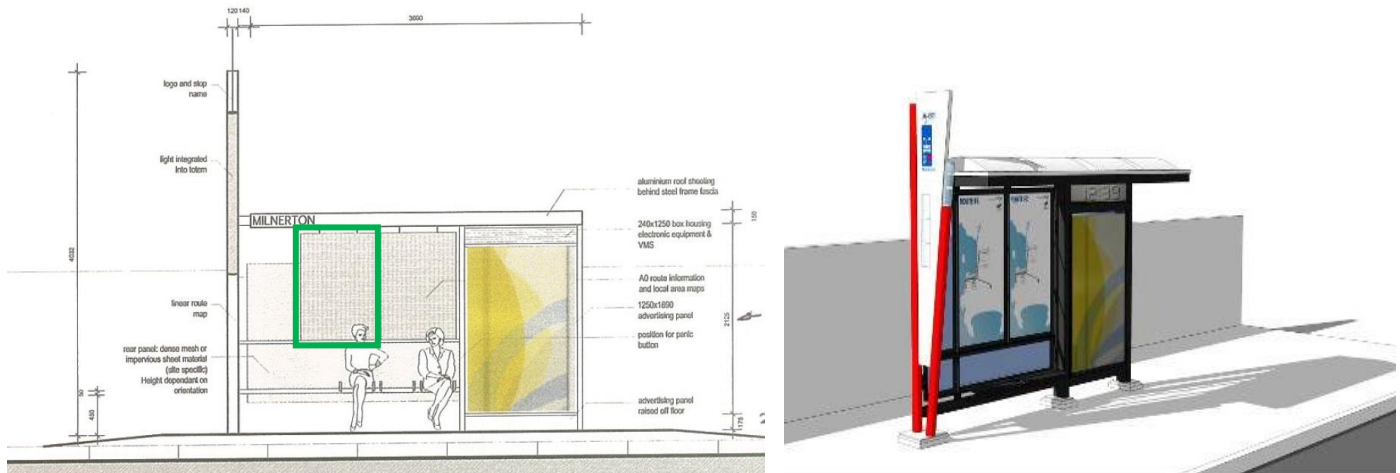 120 140
3600
logo and stop
name
light integrated
into totem
4032
linear route
map
rear panel: dense mesh or
impervious sheet material
(site specific)
Height dependant on
orientation
50
450
MILNERTON
aluminium roof sheeting
behind steel frame fascia
150
240x1250 box housing
electronic equipment &
VMS
A0 route information
and local area maps
1250x1890
advertising panel
2125
position for panic
button
advertising panel
raised off floor
175